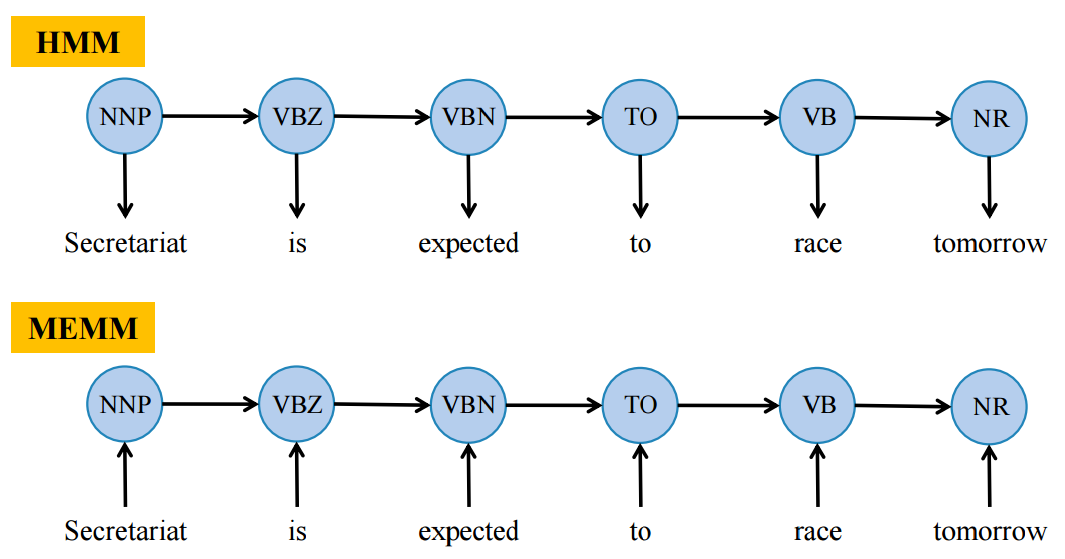 HMM
NNP VBZ VBN TO VB NR
Secretariat is expected to race tomorrow
MEMM
NNP VBZ VBN TO VB NR
Secretariat is expected to race tomorrow